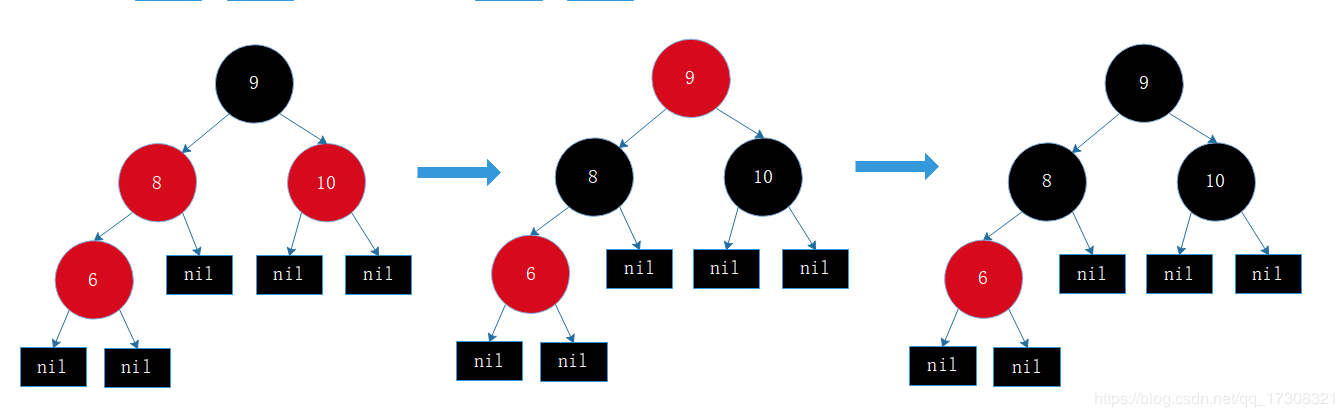 9 9 9
8 10 8 10 8 10
6 nil nil nil 6 nil nil nil 6 nil nil nil
nil nil nil nil nil nil
https://blog.csdn.net/qq_17308321